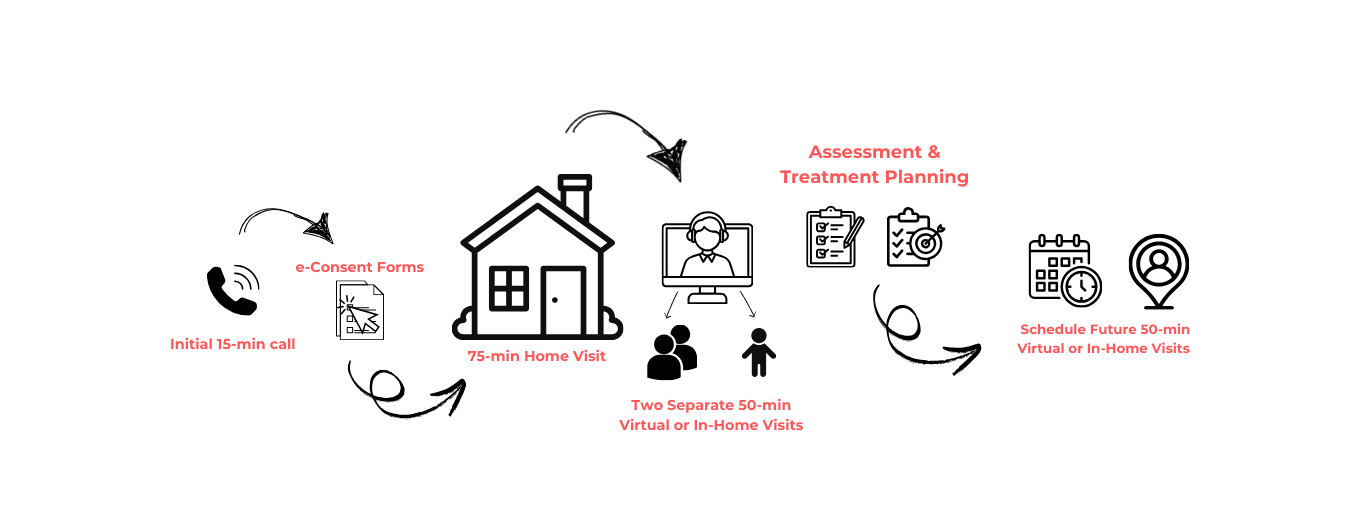 Initial 15-min call
e-Consent Forms
75-min Home Visit
Two Separate 50-min
Virtual or In-Home Visits
Assessment &
Treatment Planning
Schedule Future 50-min
Virtual or In-Home Visits